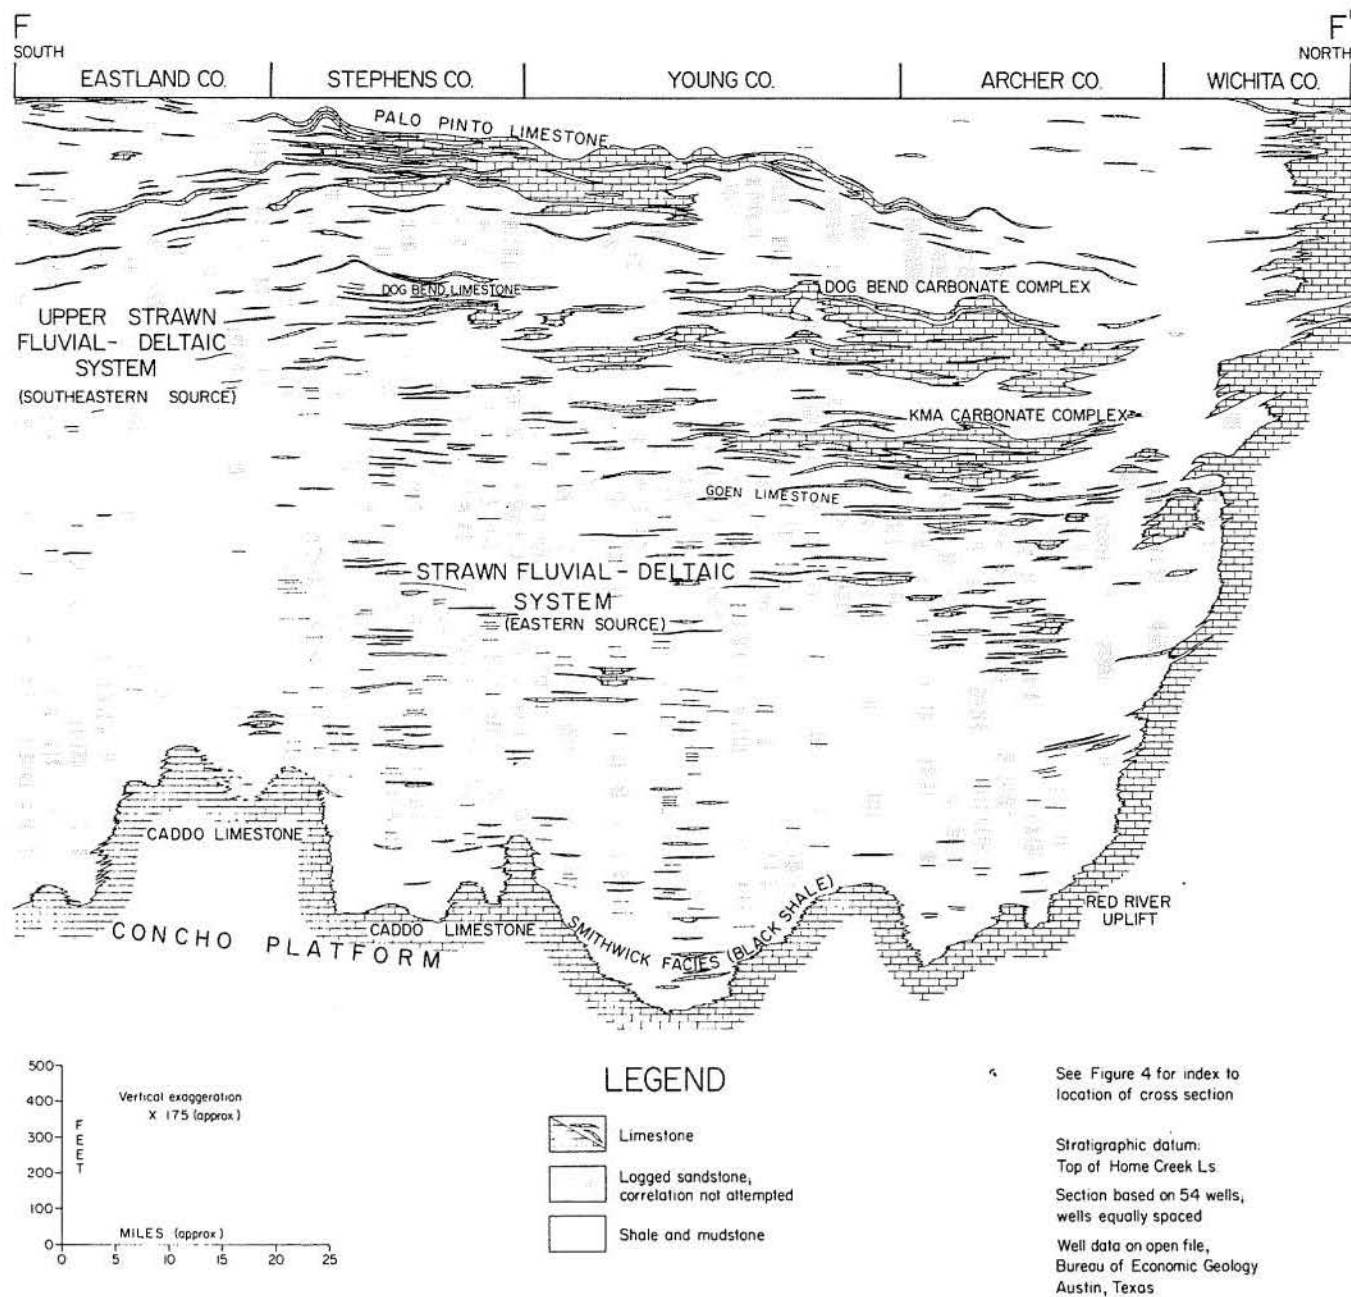 F
F'
SOUTH
NORTH
EASTLAND CO.
STEPHENS CO.
YOUNG CO.
ARCHER CO.
WICHITA CO.
PALO PINTO LIMESTONE
DOG BEND LIMESTONE
DOG BEND CARBONATE COMPLEX
UPPER STRAWN
FLUVIAL - DELTAIC
SYSTEM
(SOUTHEASTERN SOURCE)
KMA CARBONATE COMPLEX
GOEN LIMESTONE
STRAWN FLUVIAL - DELTAIC
SYSTEM
(EASTERN SOURCE)
CADDO LIMESTONE
CONCHO PLATFORM
CADDO LIMESTONE
SMITHWICK FACIES (BLACK SHALE)
RED RIVER
UPLIFT
500
400
300
200
100
0
FEET
Vertical exaggeration
X 175 (approx)
MILES (approx)
0 5 10 15 20 25
LEGEND
Limestone
Logged sandstone,
correlation not attempted
Shale and mudstone
See Figure 4 for index to
location of cross section
Stratigraphic datum:
Top of Home Creek Ls
Section based on 54 wells,
wells equally spaced
Well data on open file,
Bureau of Economic Geology
Austin, Texas